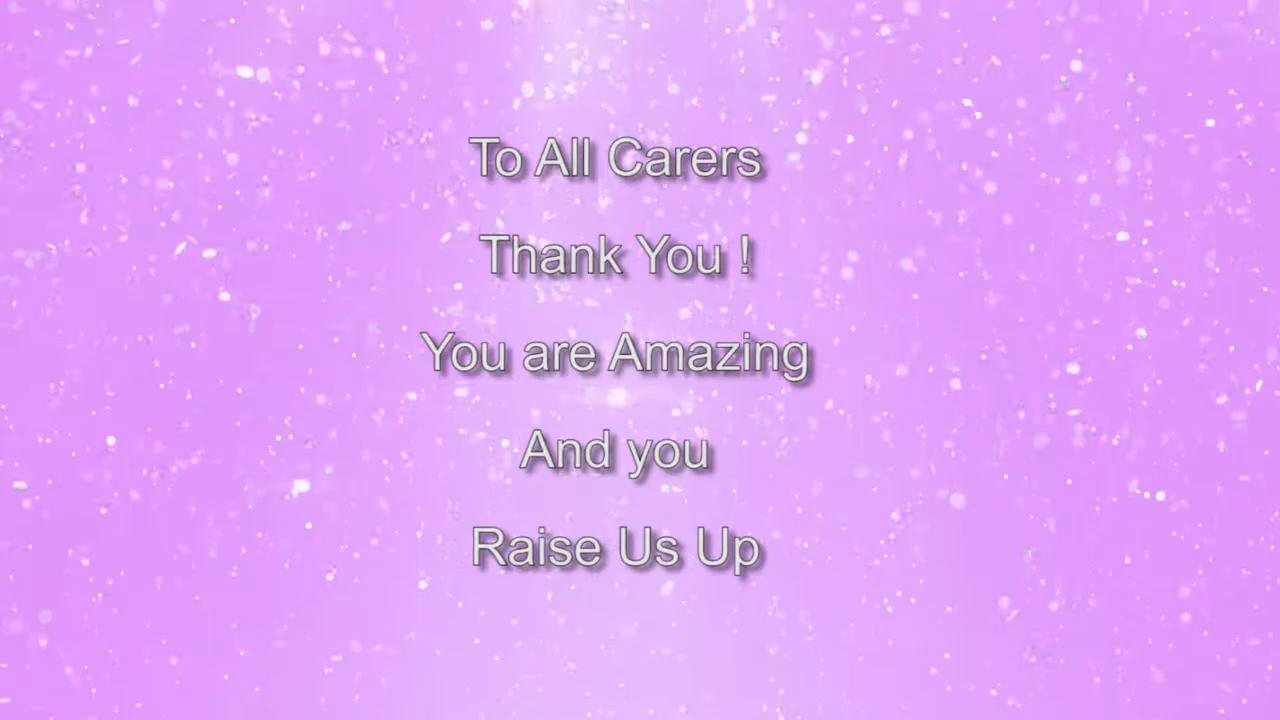 To All Carers
Thank You !
You are Amazing
And you
Raise Us Up